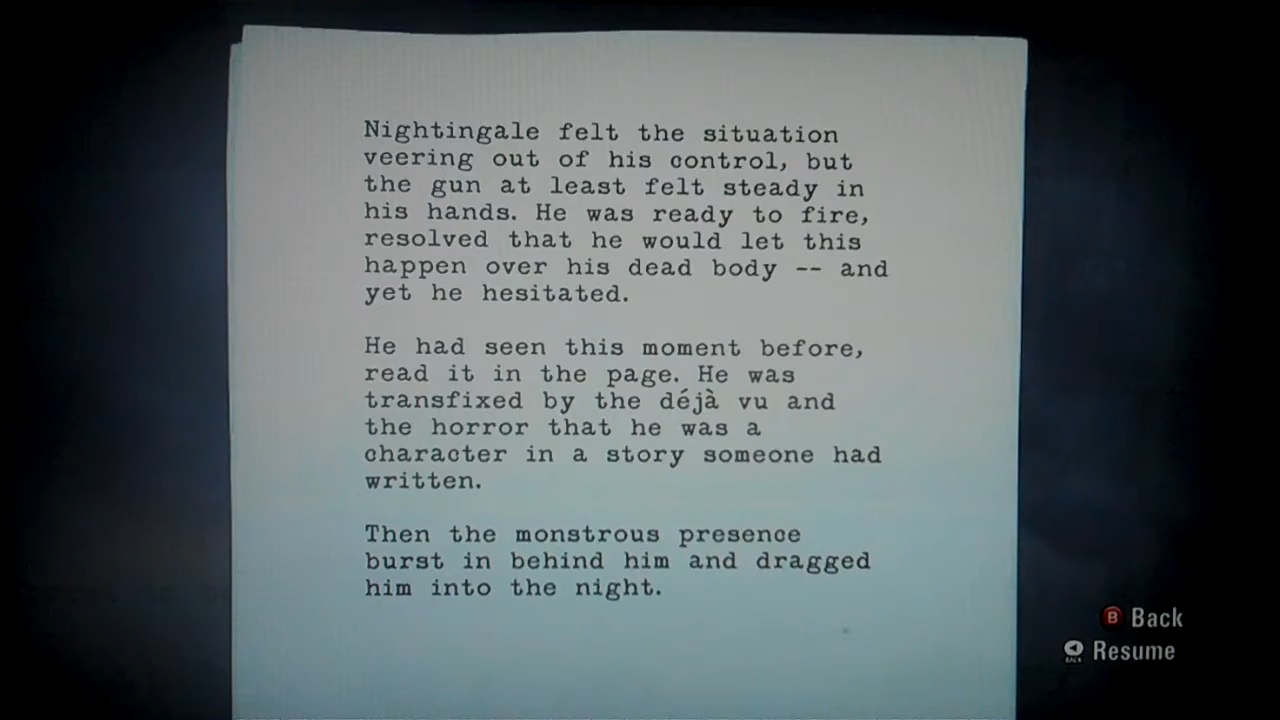 Nightingale felt the situation
veering out of his control, but
the gun at least felt steady in
his hands. He was ready to fire,
resolved that he would let this
happen over his dead body -- and
yet he hesitated.
He had seen this moment before,
read it in the page. He was
transfixed by the déjà vu and
the horror that he was a
character in a story someone had
written.
Then the monstrous presence
burst in behind him and dragged
him into the night.
B Back
BACK Resume